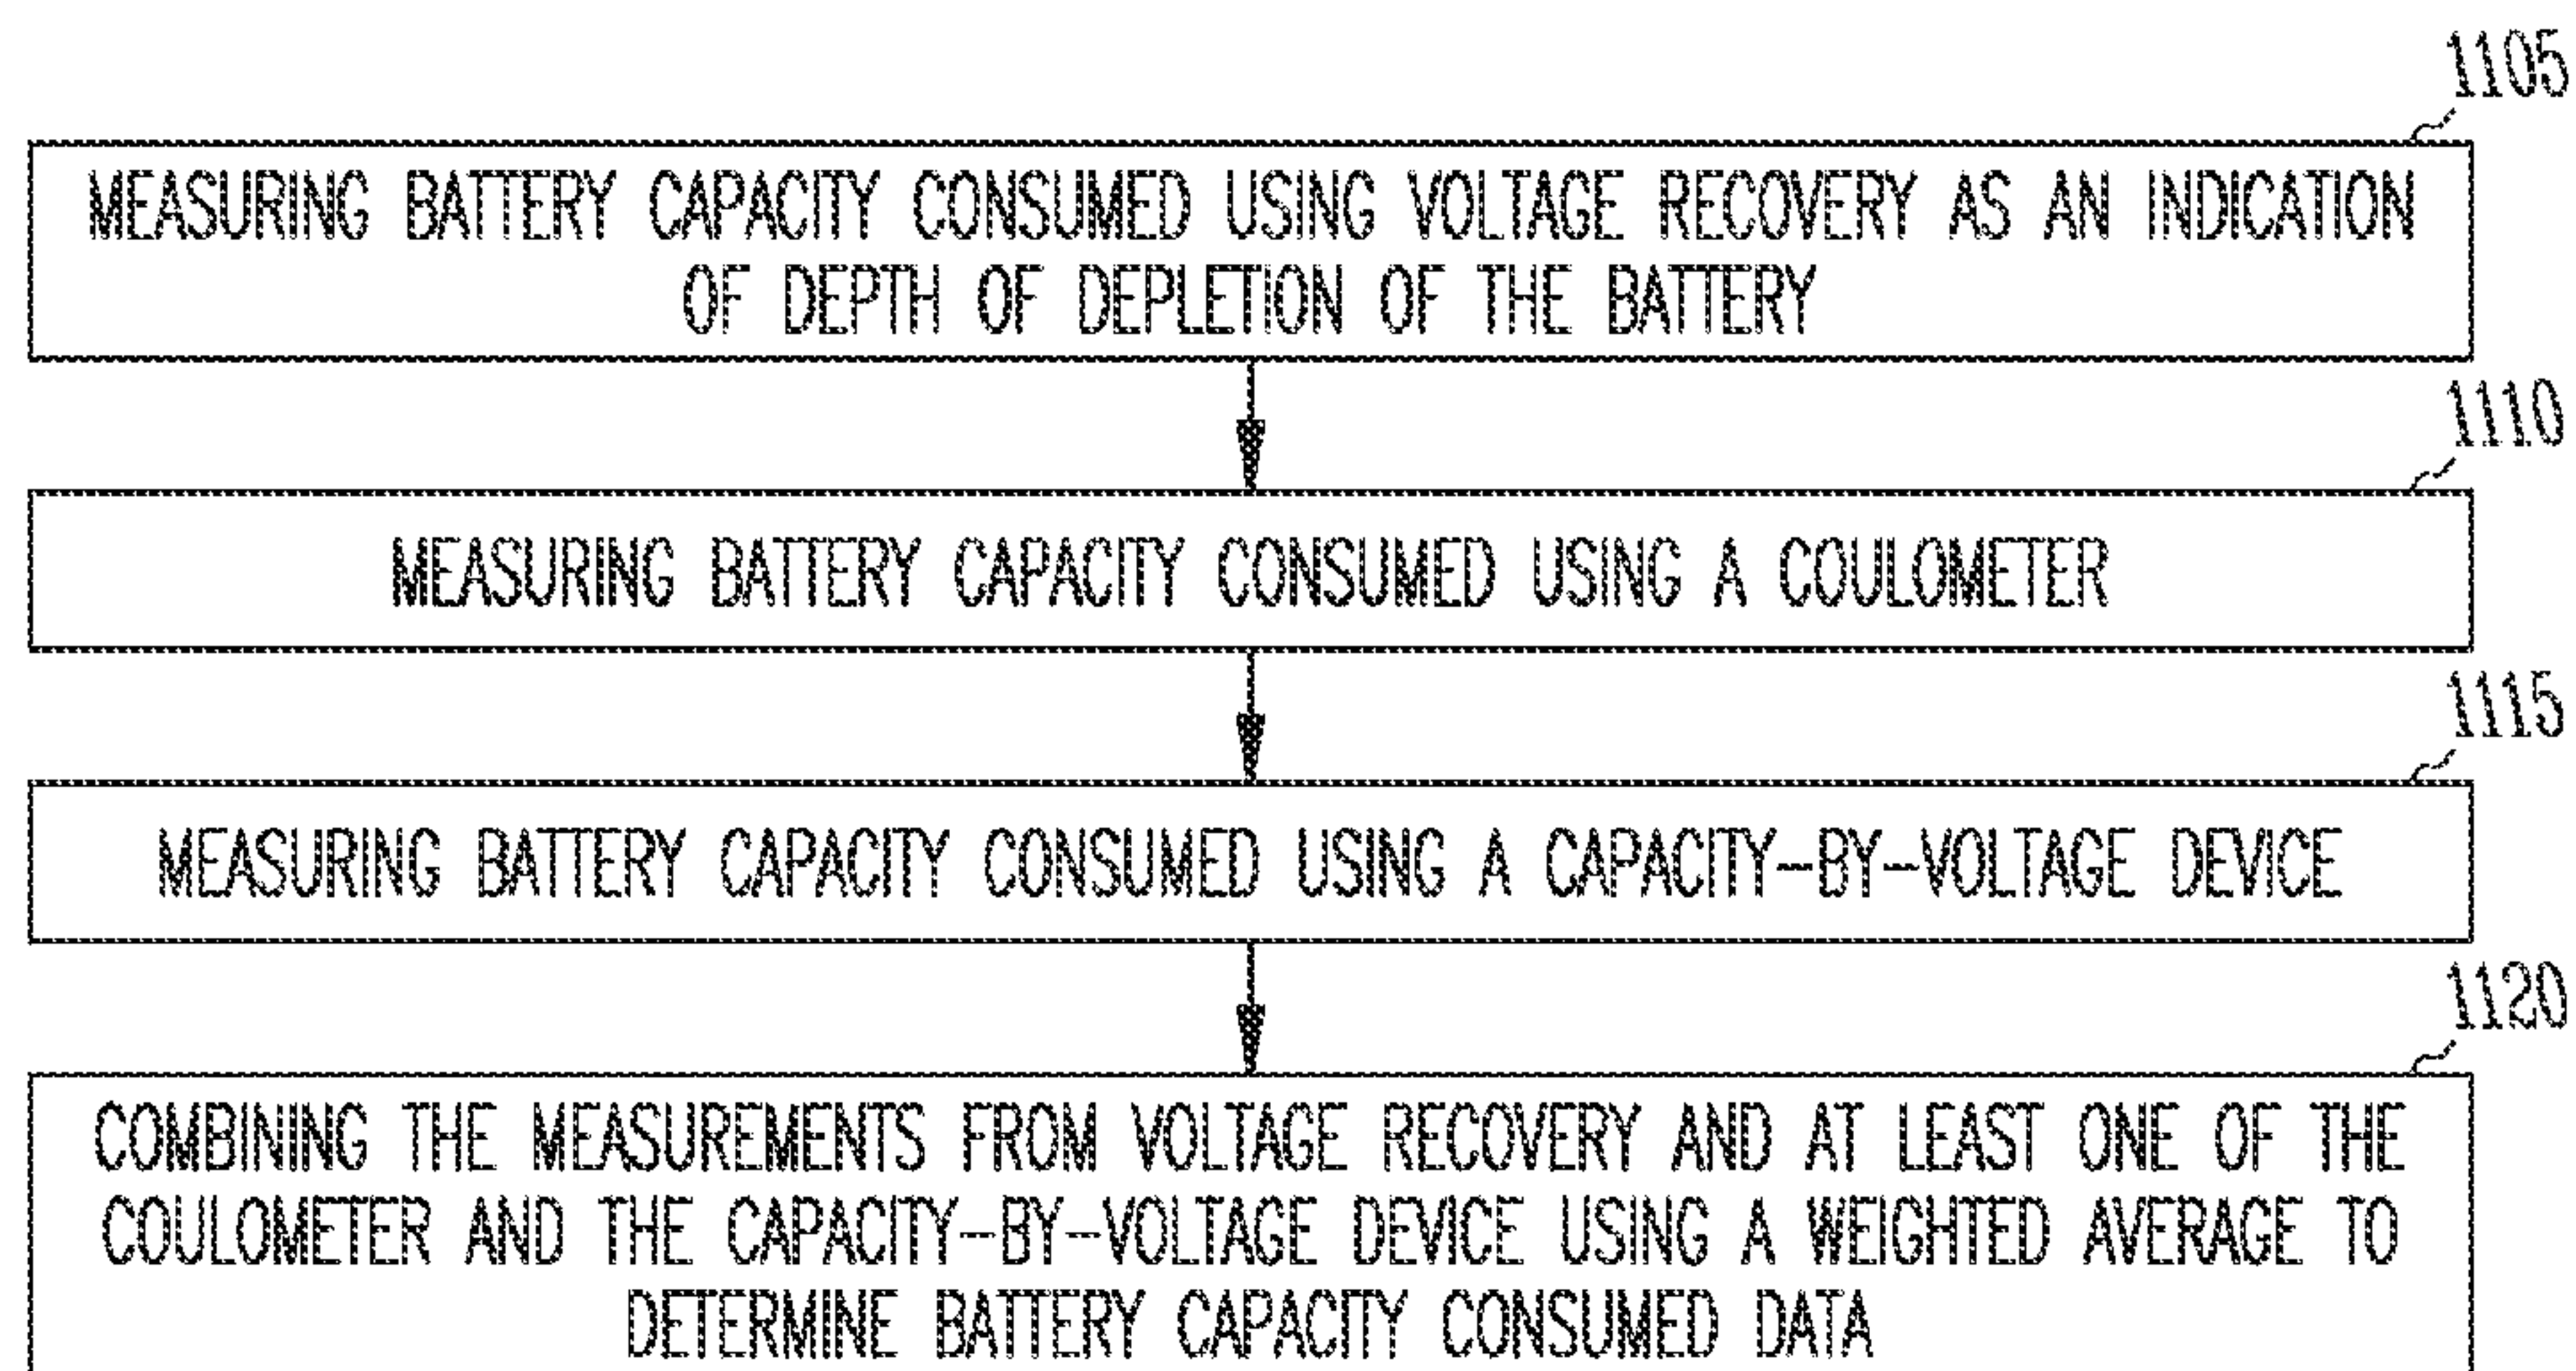 1105
MEASURING BATTERY CAPACITY CONSUMED USING VOLTAGE RECOVERY AS AN INDICATION
OF DEPTH OF DEPLETION OF THE BATTERY
1110
MEASURING BATTERY CAPACITY CONSUMED USING A COULOMETER
1115
MEASURING BATTERY CAPACITY CONSUMED USING A CAPACITY-BY-VOLTAGE DEVICE
1120
COMBINING THE MEASUREMENTS FROM VOLTAGE RECOVERY AND AT LEAST ONE OF THE
COULOMETER AND THE CAPACITY-BY-VOLTAGE DEVICE USING A WEIGHTED AVERAGE TO
DETERMINE BATTERY CAPACITY CONSUMED DATA